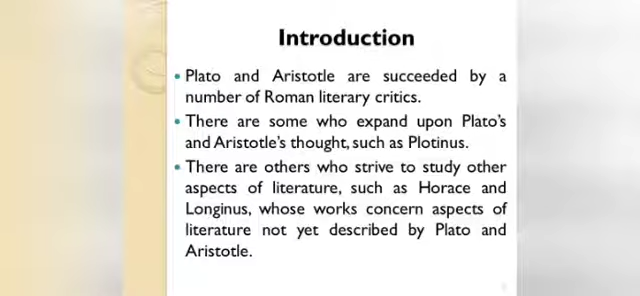 Introduction
• Plato and Aristotle are succeeded by a
number of Roman literary critics.
• There are some who expand upon Plato's
and Aristotle's thought, such as Plotinus.
• There are others who strive to study other
aspects of literature, such as Horace and
Longinus, whose works concern aspects of
literature not yet described by Plato and
Aristotle.